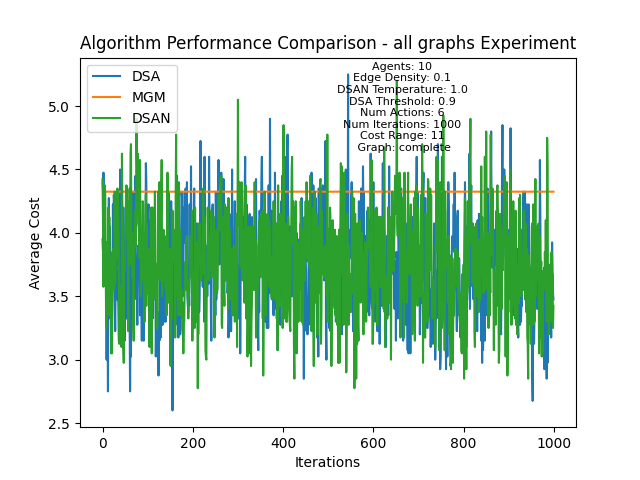 Algorithm Performance Comparison - all graphs Experiment
DSA
MGM
DSAN
Agents: 10
Edge Density: 0.1
DSAN Temperature: 1.0
DSA Threshold: 0.9
Num Actions: 6
Num Iterations: 1000
Cost Range: 11
Graph: complete
Average Cost
5.0
4.5
4.0
3.5
3.0
2.5
0
200
400
600
800
1000
Iterations